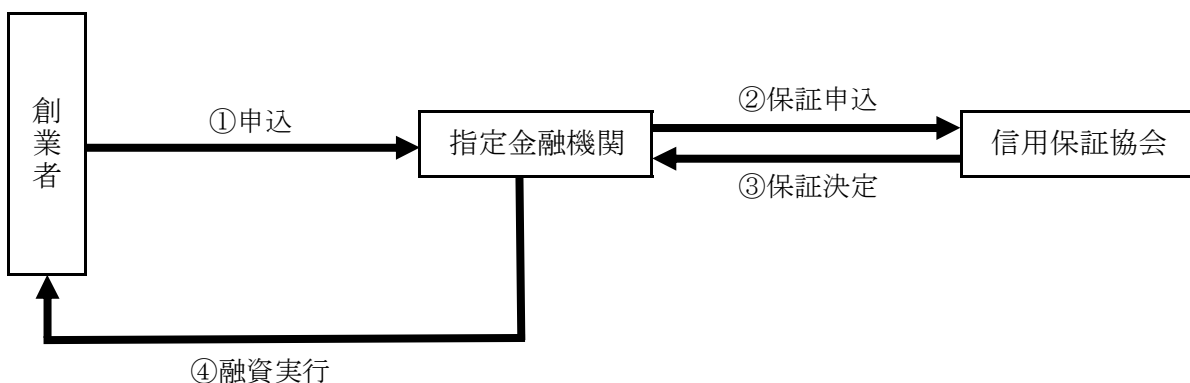 創業者
①申込
指定金融機関
②保証申込
③保証決定
信用保証協会
④融資実行